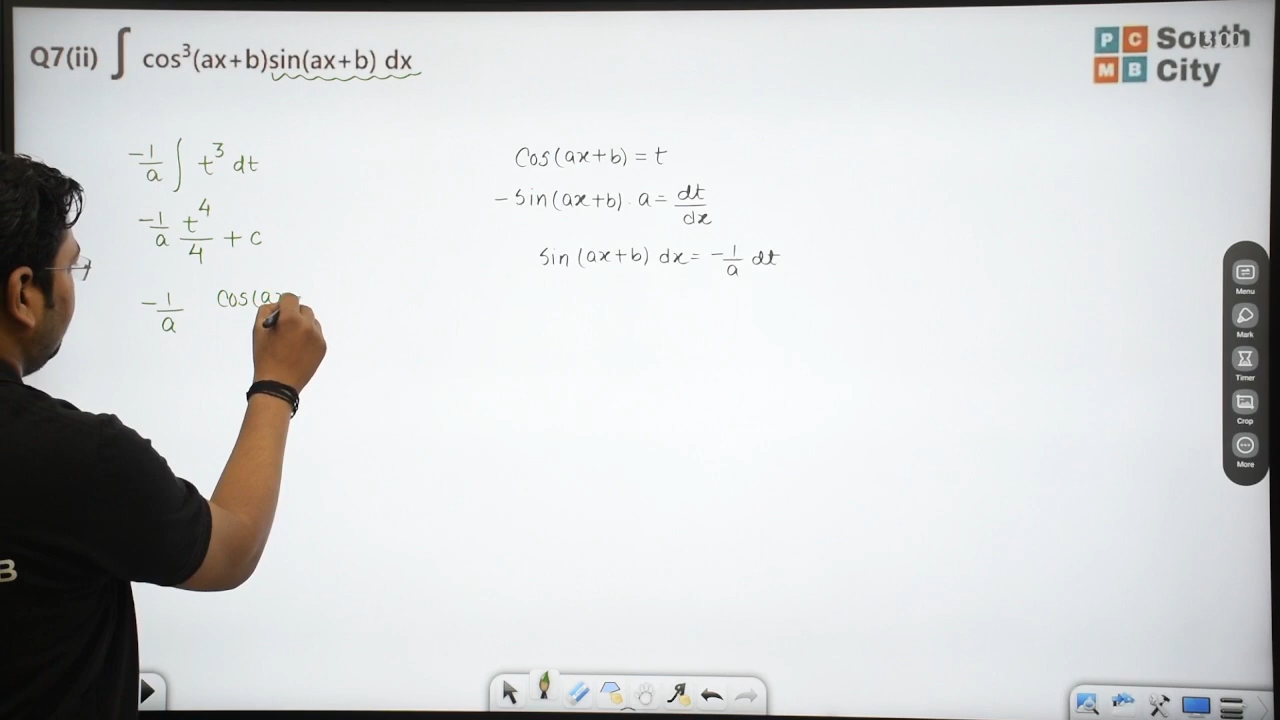 Q7(ii) ∫ cos³(ax+b)sin(ax+b) dx
P C M B South City
-1/a ∫ t³ dt
-1/a t⁴/4 + c
-1/a Cos(ax
Cos(ax+b) = t
-Sin(ax+b) . a = dt/dx
Sin (ax+b) dx = -1/a dt
Menu
Mark
Timer
Crop
More
B